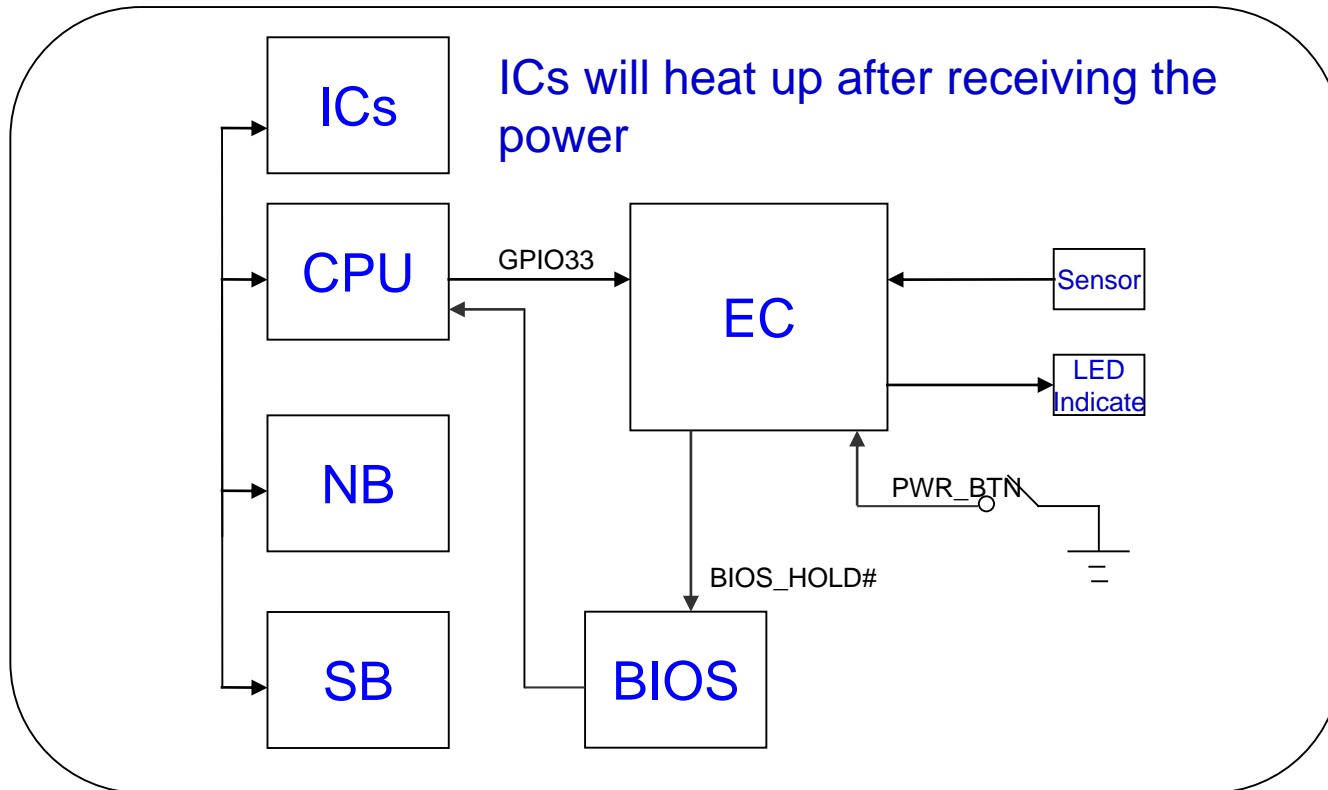 ICs will heat up after receiving the
power
ICs
CPU
GPIO33
EC
Sensor
LED
Indicate
NB
PWR_BTN
BIOS_HOLD#
SB
BIOS